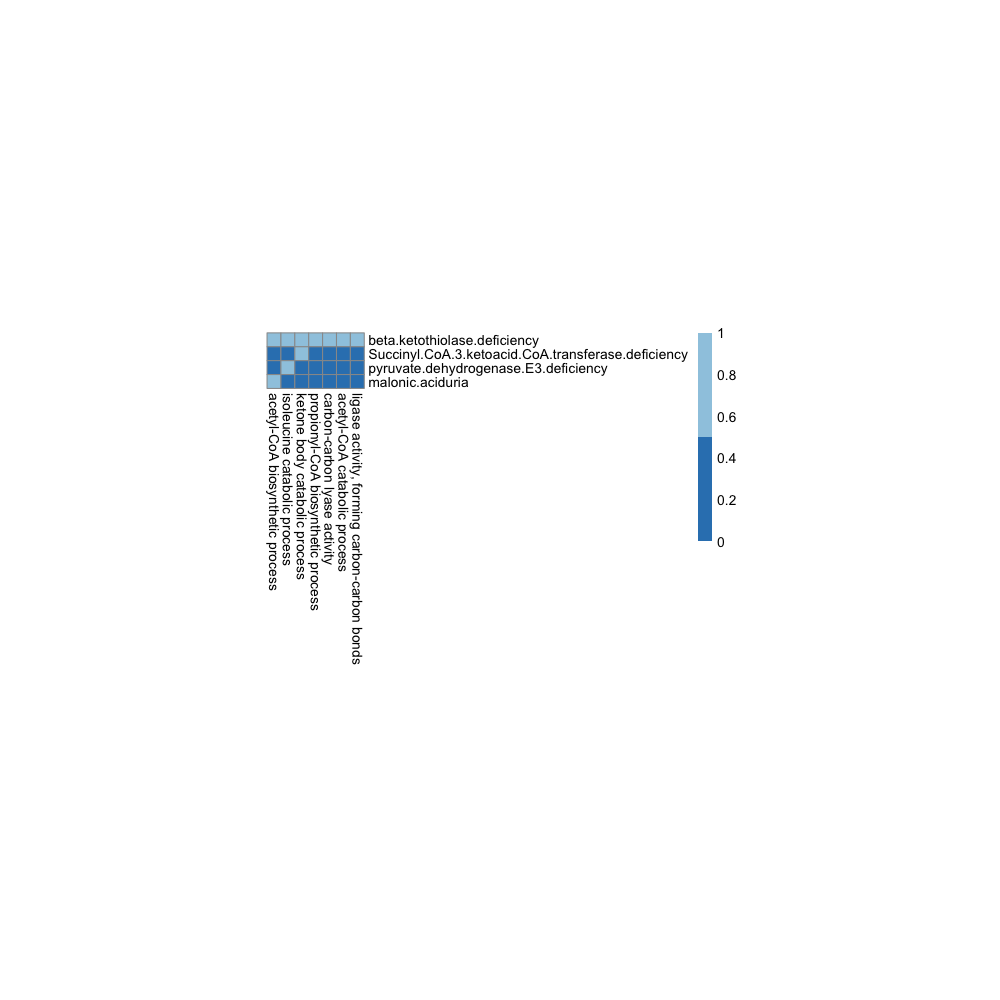 beta.ketothiolase.deficiency
Succinyl.CoA.3.ketoacid.CoA.transferase.deficiency
pyruvate.dehydrogenase.E3.deficiency
malonic.aciduria
acetyl-CoA biosynthetic process
isoleucine catabolic process
ketone body catabolic process
propionyl-CoA biosynthetic process
carbon-carbon lyase activity
acetyl-CoA catabolic process
ligase activity, forming carbon-carbon bonds
1
0.8
0.6
0.4
0.2
0